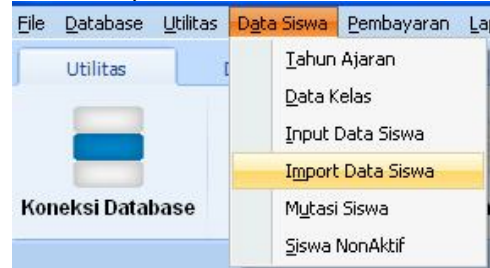 File Database Utilitas Data Siswa Pembayaran
Utilitas
Tahun Ajaran
Data Kelas
Input Data Siswa
Import Data Siswa
Mutasi Siswa
Siswa NonAktif
Koneksi Database